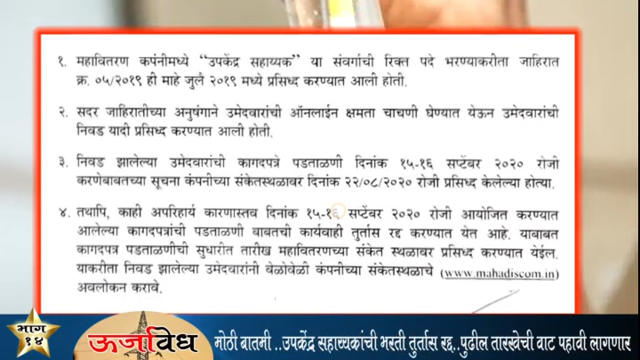 १. महावितरण कंपनीमध्ये “उपकेंद्र सहाय्यक” या संवर्गाची रिक्त पदे भरण्याकरीता जाहिरात
क्र. ०५/२०१९ ही माहे जुलै २०१९ मध्ये प्रसिध्द करण्यात आली होती.
२. सदर जाहिरातीच्या अनुषंगाने उमेदवारांची ऑनलाईन क्षमता चाचणी घेण्यात येऊन उमेदवारांची
निवड यादी प्रसिध्द करण्यात आली होती.
३. निवड झालेल्या उमेदवारांची कागदपत्रे पडताळणी दिनांक १५-१६ सप्टेंबर २०२० रोजी
करणेबाबतच्या सूचना कंपनीच्या संकेतस्थळावर दिनांक २२/०८/२०२० रोजी प्रसिध्द केलेल्या होत्या.
४. तथापि, काही अपरिहार्य कारणास्तव दिनांक १५-१६ सप्टेंबर २०२० रोजी आयोजित करण्यात
आलेल्या कागदपत्रांची पडताळणी बाबतची कार्यवाही तुर्तास रद्द करण्यात येत आहे. याबाबत
कागदपत्र पडताळणीची सुधारीत तारीख महावितरणच्या संकेत स्थळावर प्रसिध्द करण्यात येईल.
याकरीता निवड झालेल्या उमेदवारांनी वेळोवेळी कंपनीच्या संकेतस्थळाचे (www.mahadiscom.in)
अवलोकन करावे.
भाग
१४
ऊर्जाविध
मोठी बातमी ..उपकेंद्र सहाय्यकांची भरती तुर्तास रद्द..पुढील तारखेची वाट पहावी लागणार